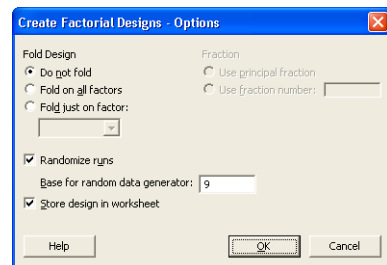 Create Factorial Designs - Options
Fold Design
Do not fold
Fold on all factors
Fold just on factor:
Fraction
Use principal fraction
Use fraction number:
Randomize runs
Base for random data generator: 9
Store design in worksheet
Help OK Cancel